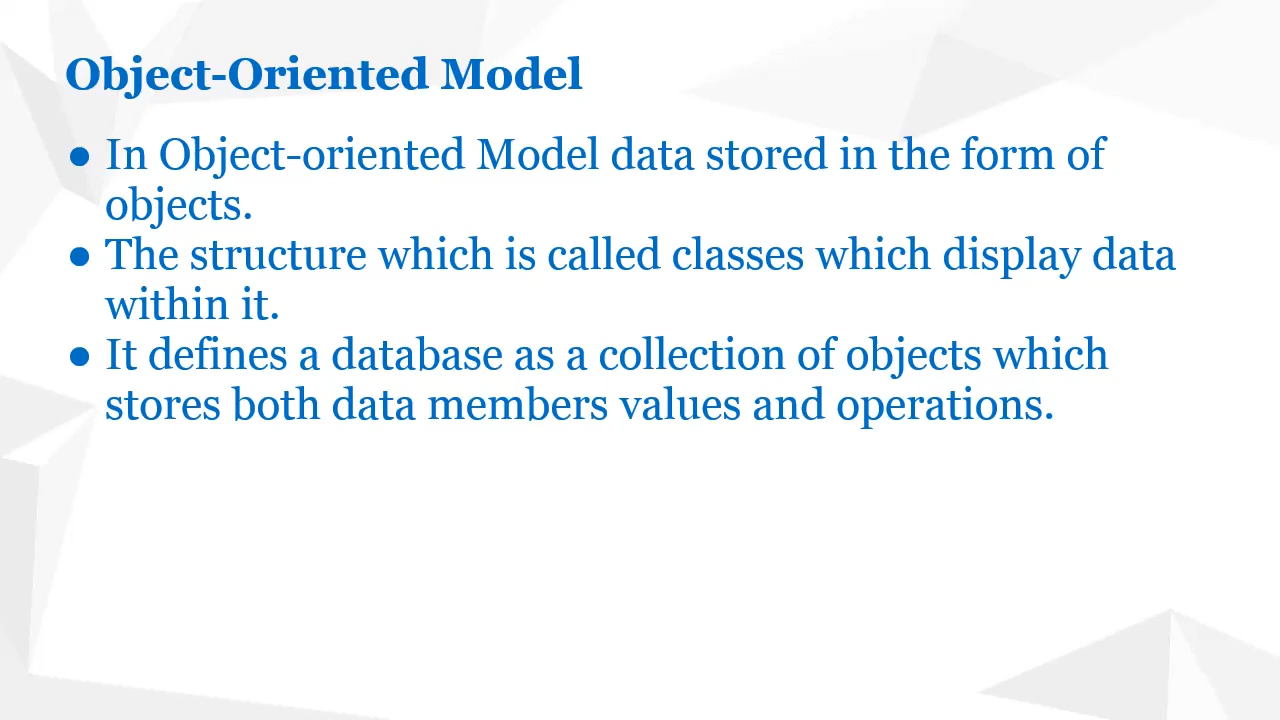 Object-Oriented Model
● In Object-oriented Model data stored in the form of
objects.
● The structure which is called classes which display data
within it.
● It defines a database as a collection of objects which
stores both data members values and operations.